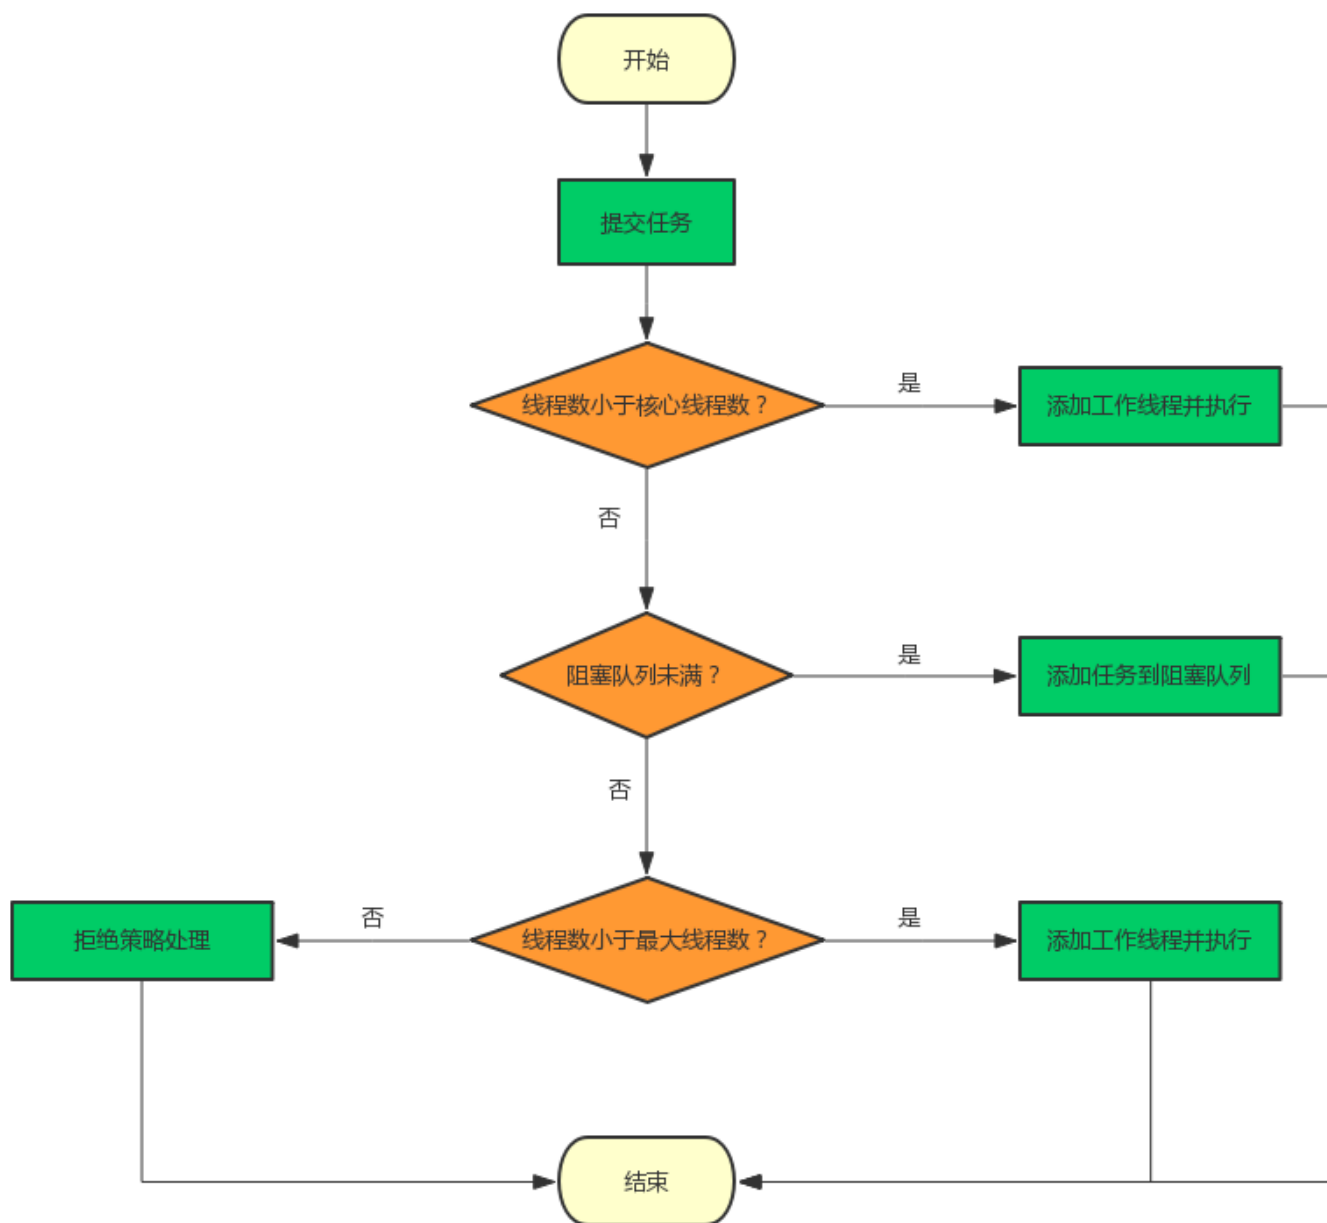 开始
提交任务
线程数小于核心线程数？
是
添加工作线程并执行
否
阻塞队列未满？
是
添加任务到阻塞队列
否
拒绝策略处理
否
线程数小于最大线程数？
是
添加工作线程并执行
结束